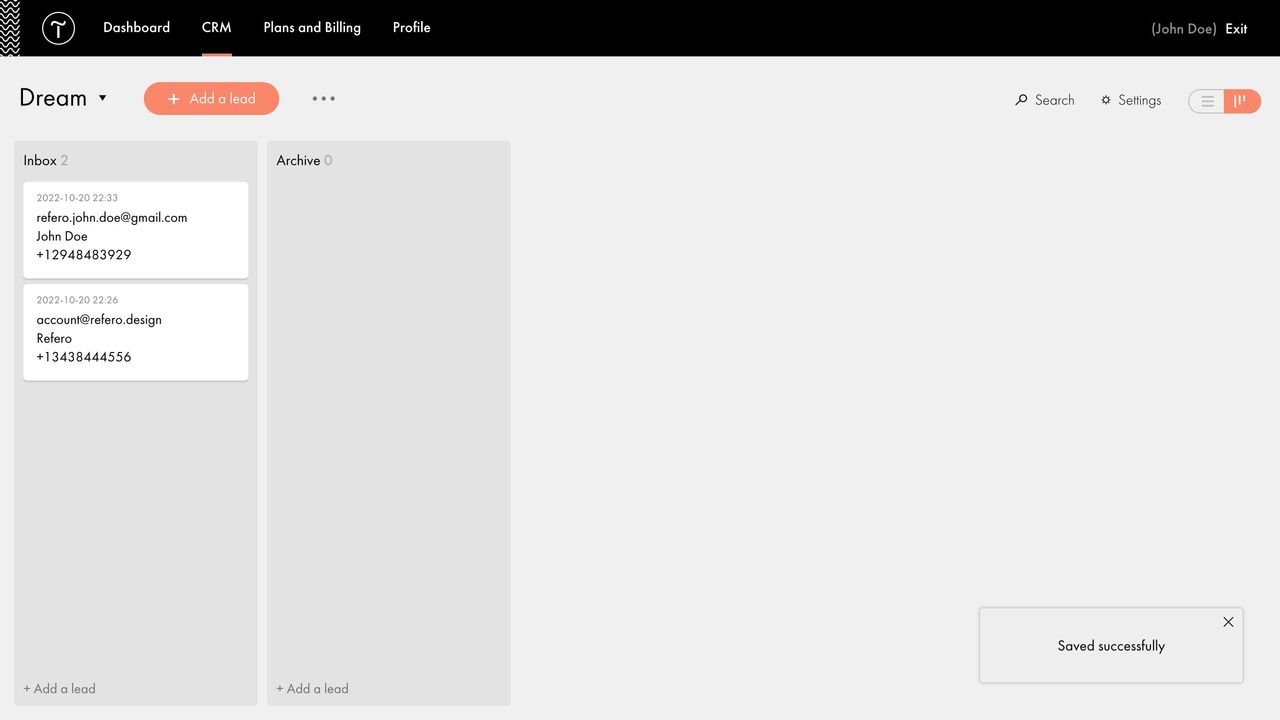 Dashboard CRM Plans and Billing Profile (John Doe) Exit
Dream + Add a lead ••• Search Settings
Inbox 2
2022-10-20 22:33
refero.john.doe@gmail.com
John Doe
+12948483929
2022-10-20 22:26
account@refero.design
Refero
+13438444556
+ Add a lead
Archive 0
+ Add a lead
Saved successfully